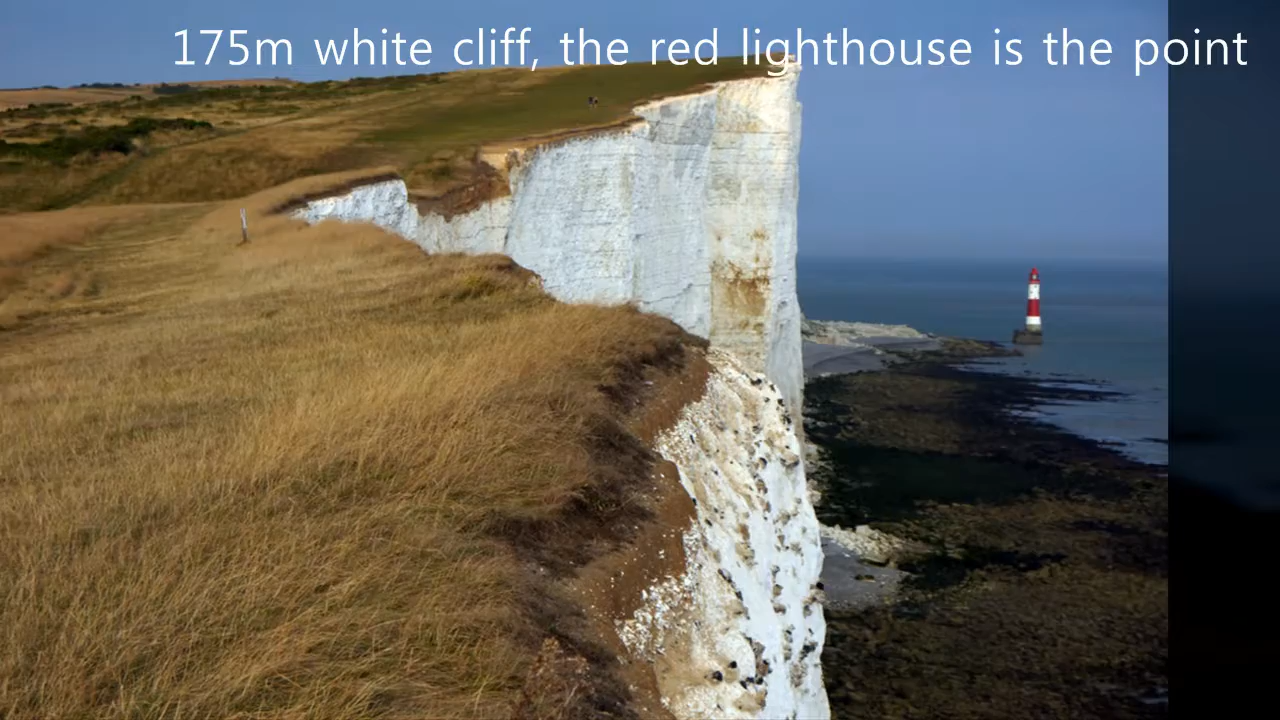 175m white cliff, the red lighthouse is the point